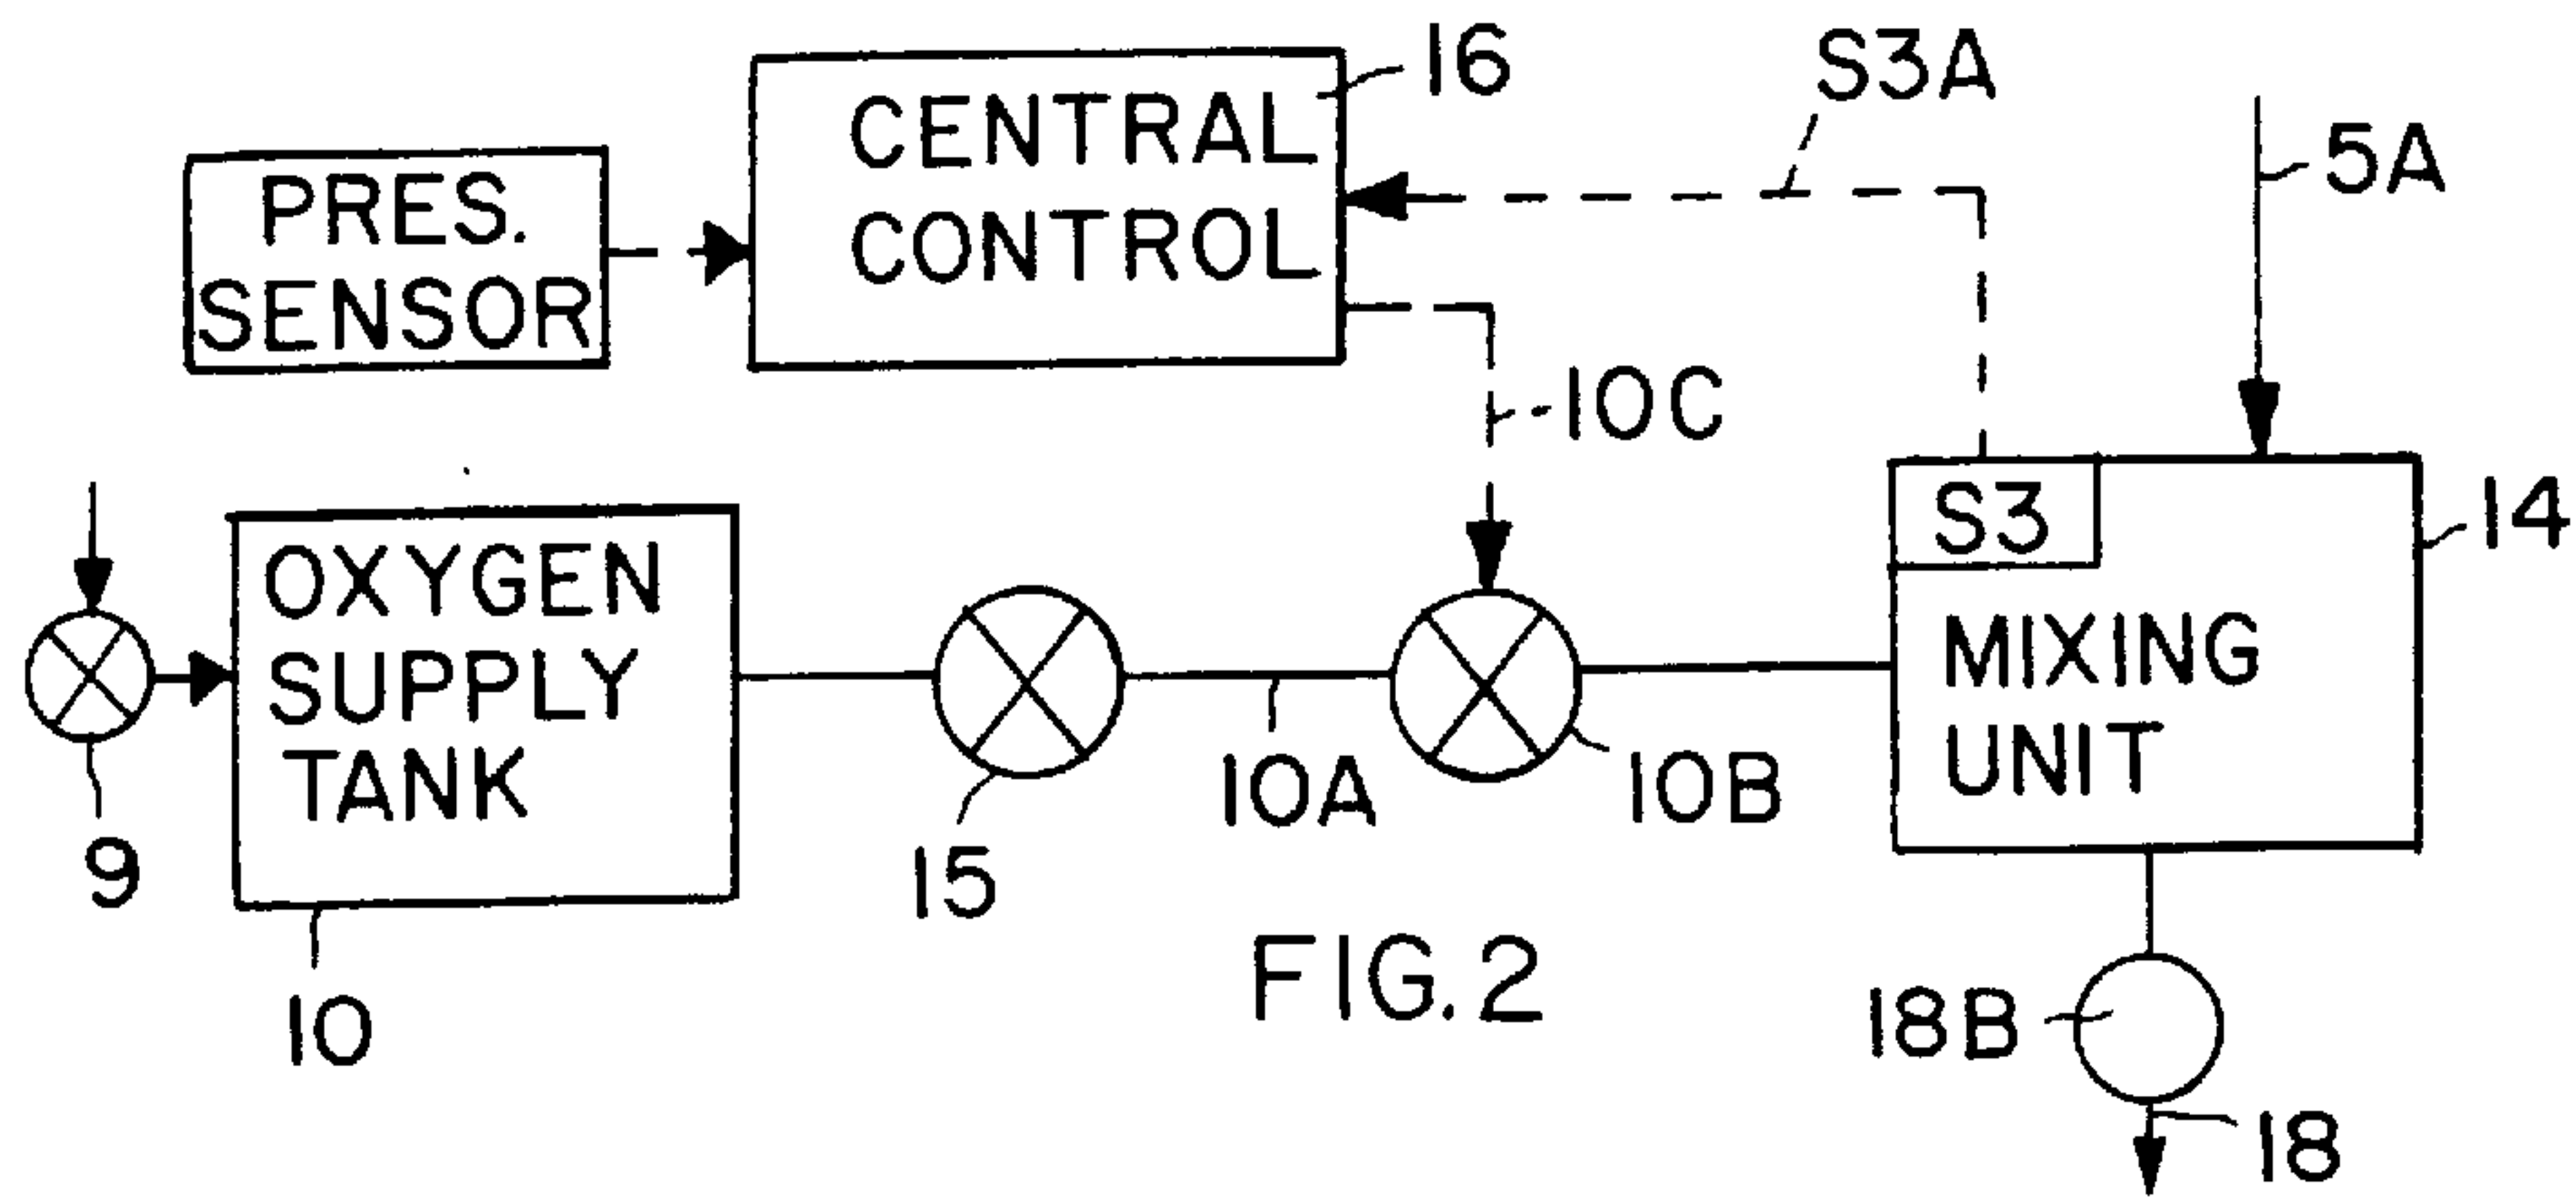 16
S3A
CENTRAL
CONTROL
5A
PRES.
SENSOR
10C
S3
14
OXYGEN
SUPPLY
TANK
MIXING
UNIT
10A
10B
9
15
10
FIG. 2
18B
18